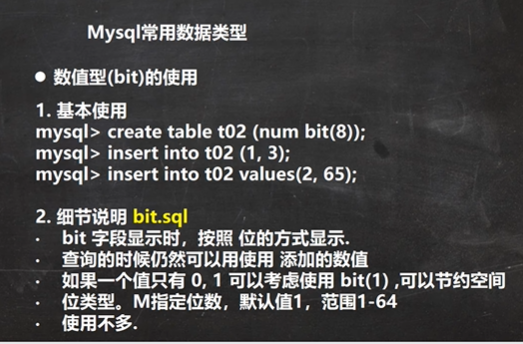 Mysql常用数据类型
● 数值型(bit)的使用
1. 基本使用
mysql> create table t02 (num bit(8));
mysql> insert into t02 (1, 3);
mysql> insert into t02 values(2, 65);
2. 细节说明 bit.sql
· bit 字段显示时，按照 位的方式显示.
· 查询的时候仍然可以用使用 添加的数值
· 如果一个值只有 0, 1 可以考虑使用 bit(1) ,可以节约空间
· 位类型。M指定位数，默认值1，范围1-64
· 使用不多.